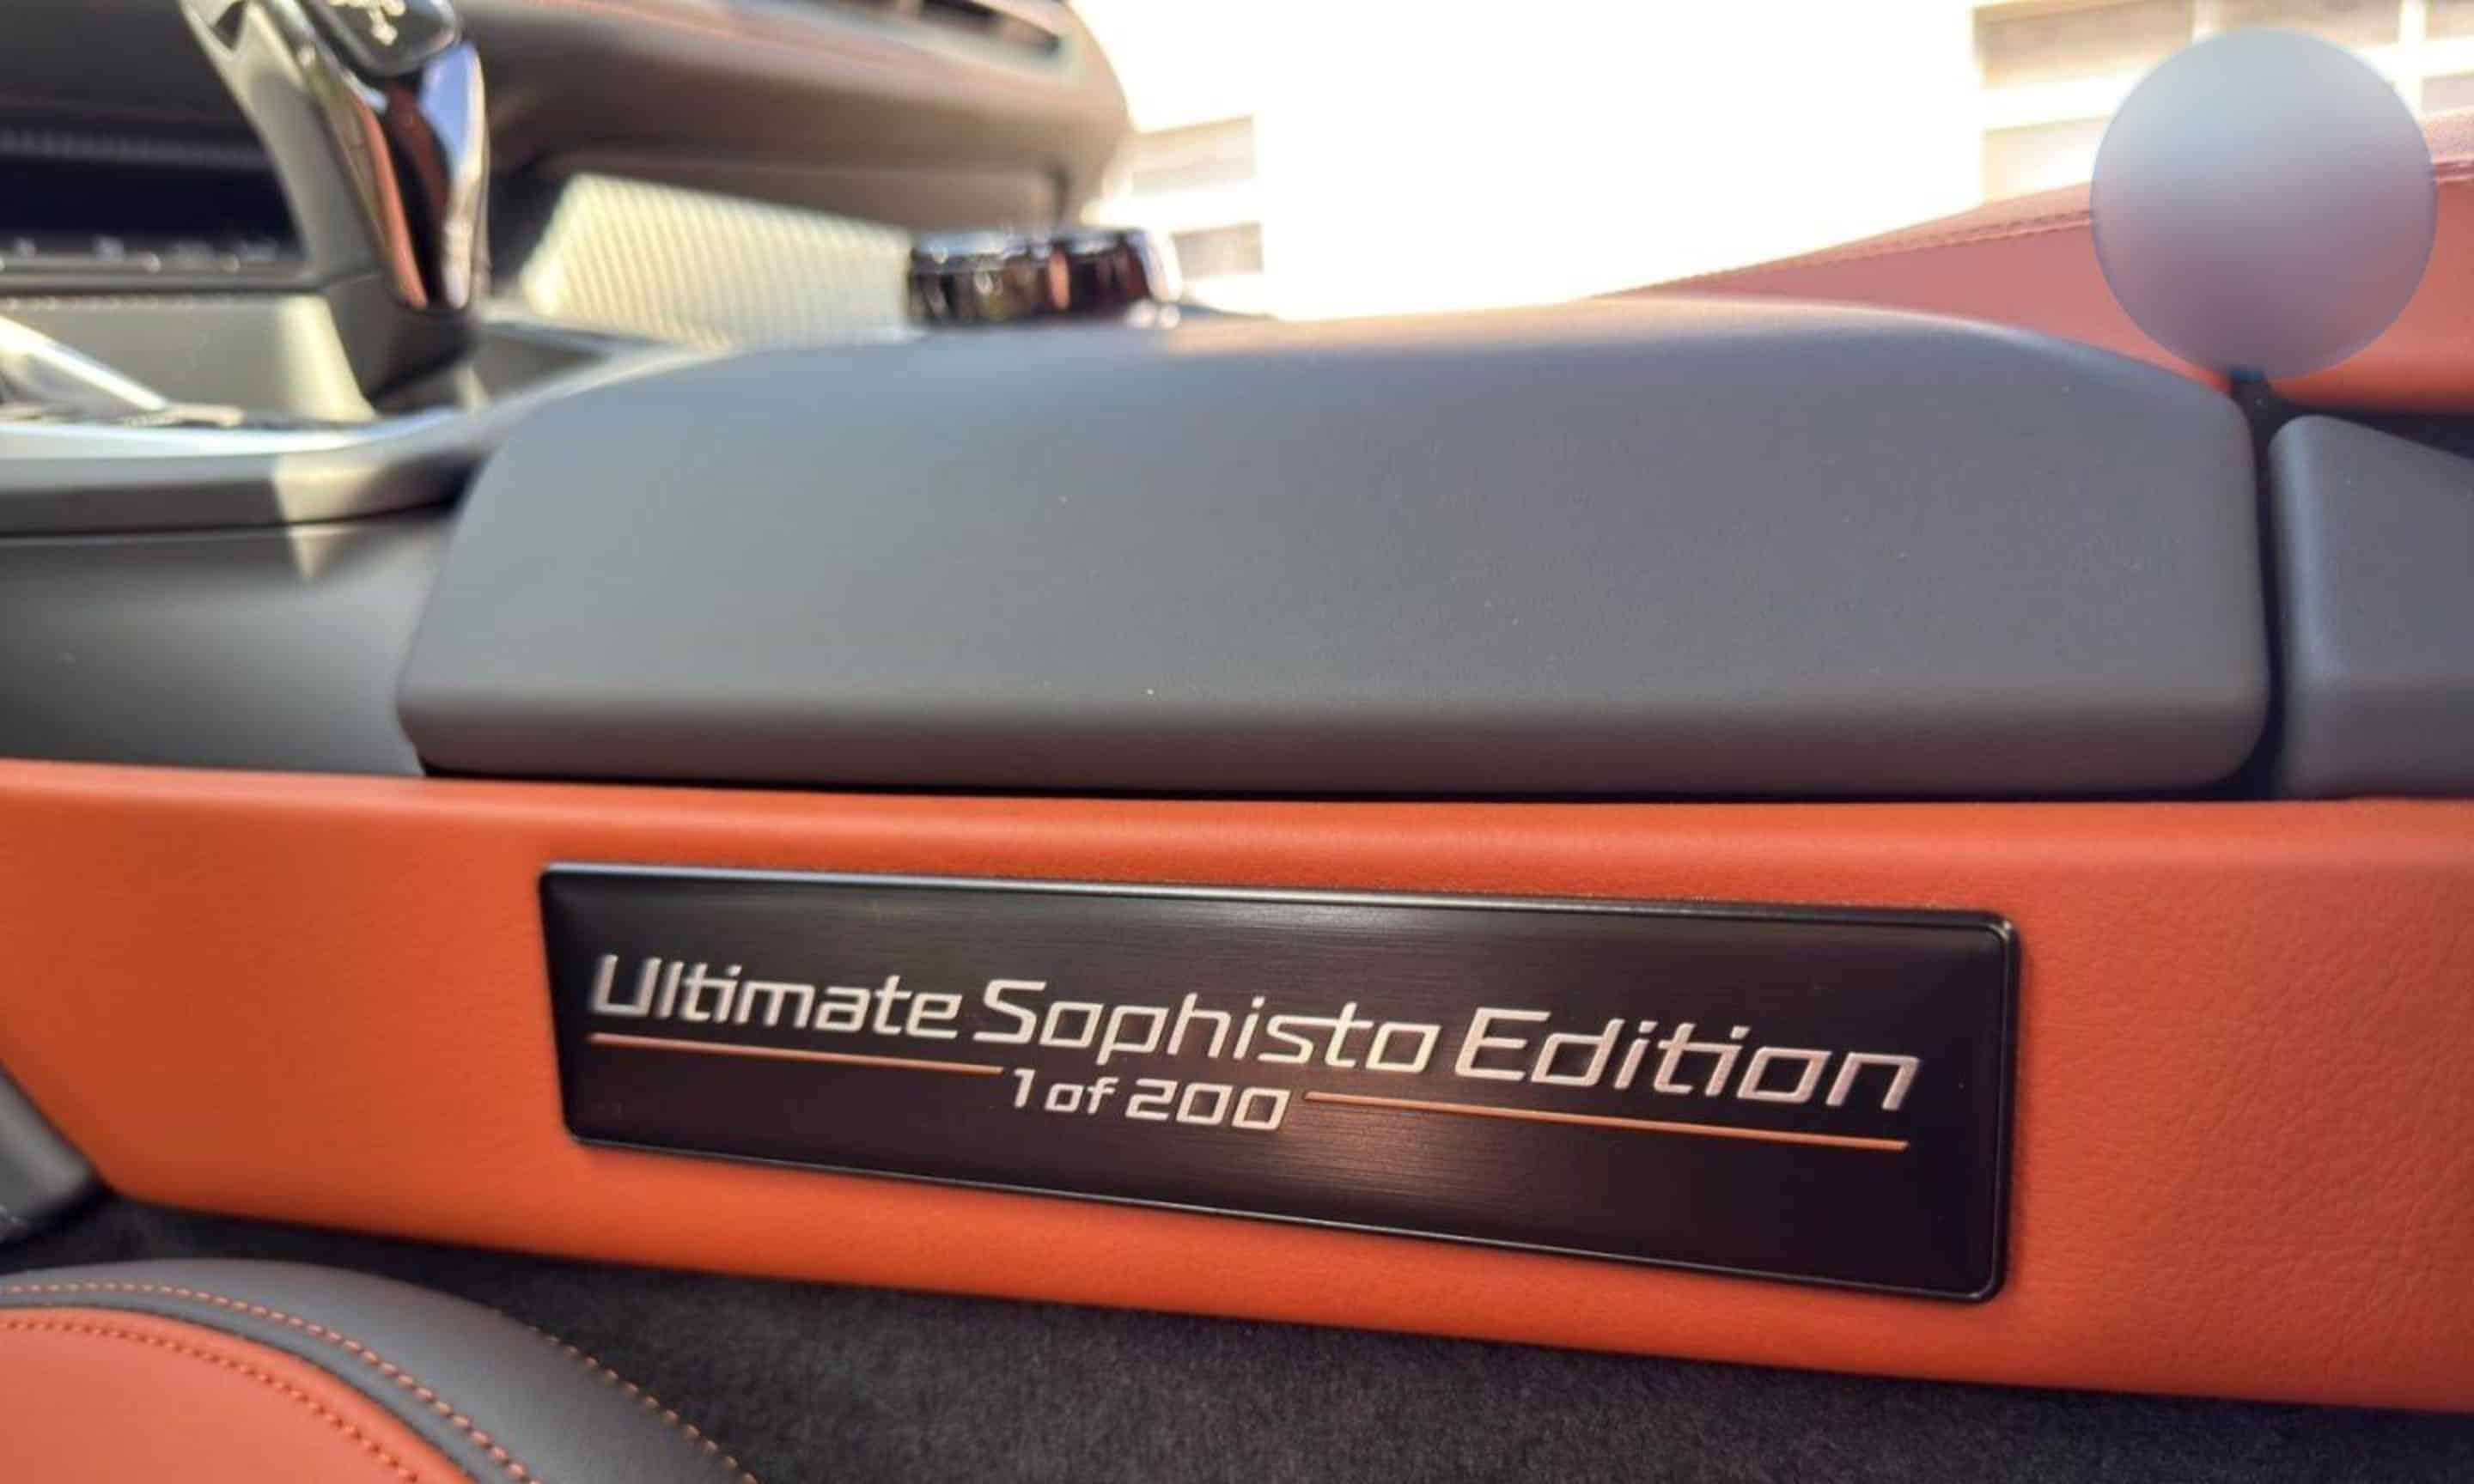 Ultimate Sophisto Edition
1 of 200